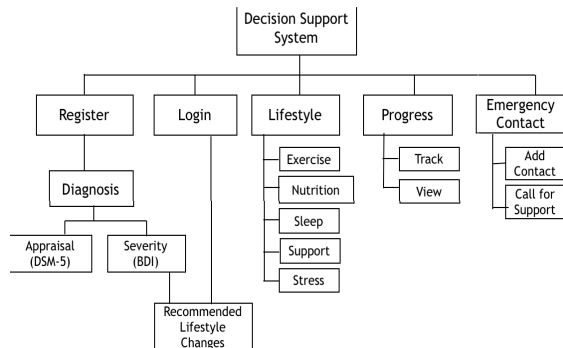 Decision Support
System
Register
Login
Lifestyle
Progress
Emergency
Contact
Diagnosis
Exercise
Nutrition
Sleep
Support
Stress
Track
View
Add
Contact
Call for
Support
Appraisal
(DSM-5)
Severity
(BDI)
Recommended
Lifestyle
Changes